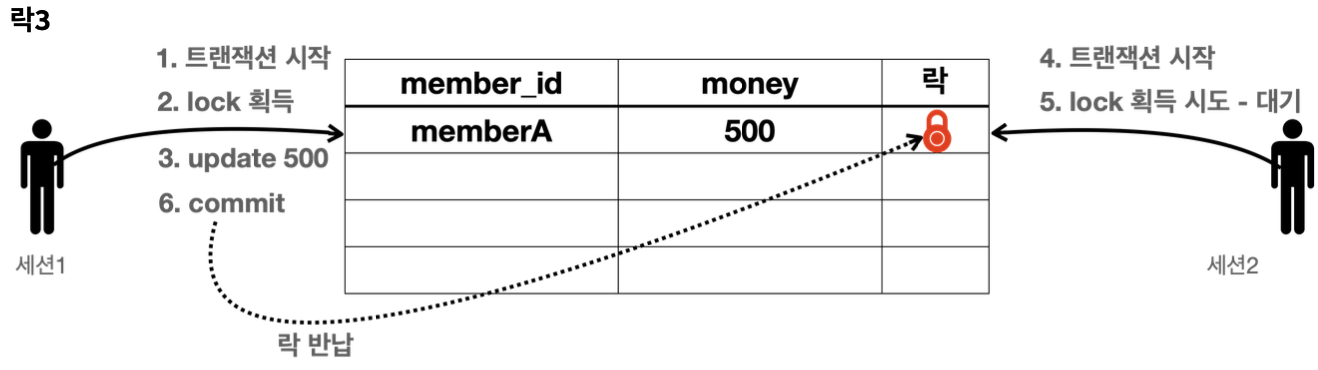 락3
1. 트랜잭션 시작
2. lock 획득
3. update 500
6. commit
세션1
락 반납
member_id money 락
memberA 500
4. 트랜잭션 시작
5. lock 획득 시도 - 대기
세션2